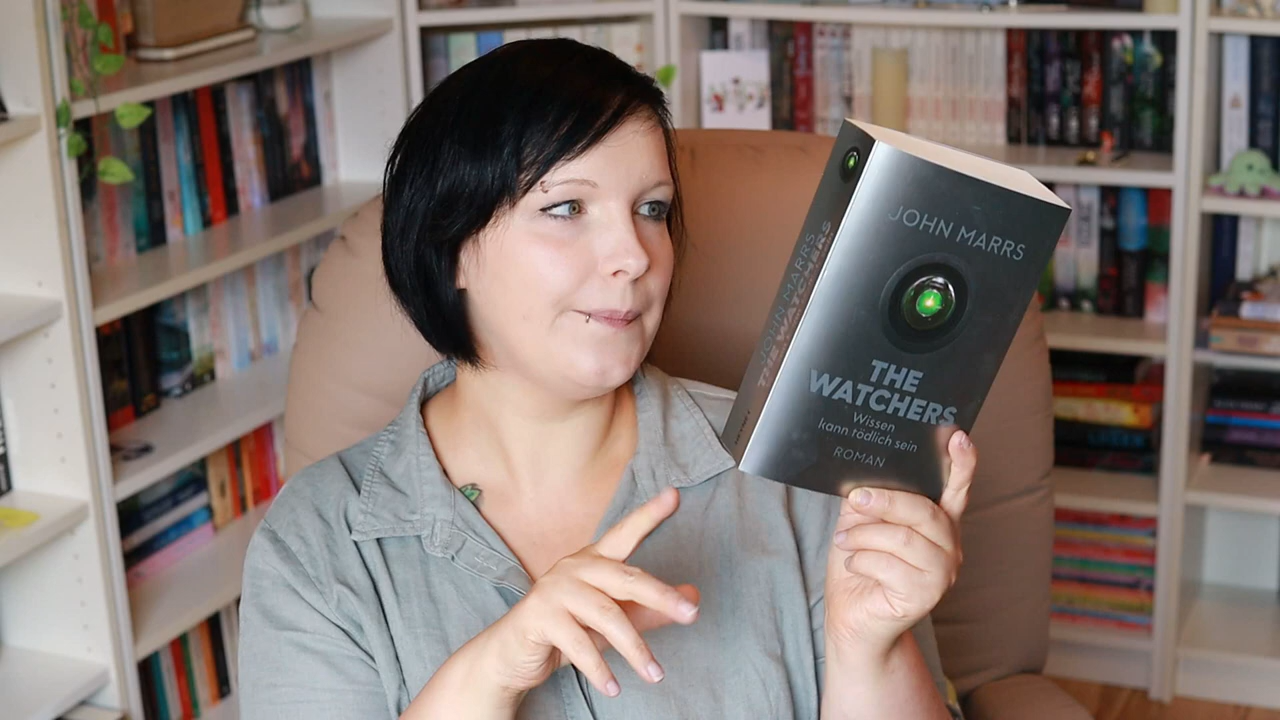 JOHN MARRS
THE
WATCHERS
Wissen
kann tödlich sein
ROMAN
JOHN MARRS
THE WATCHERS